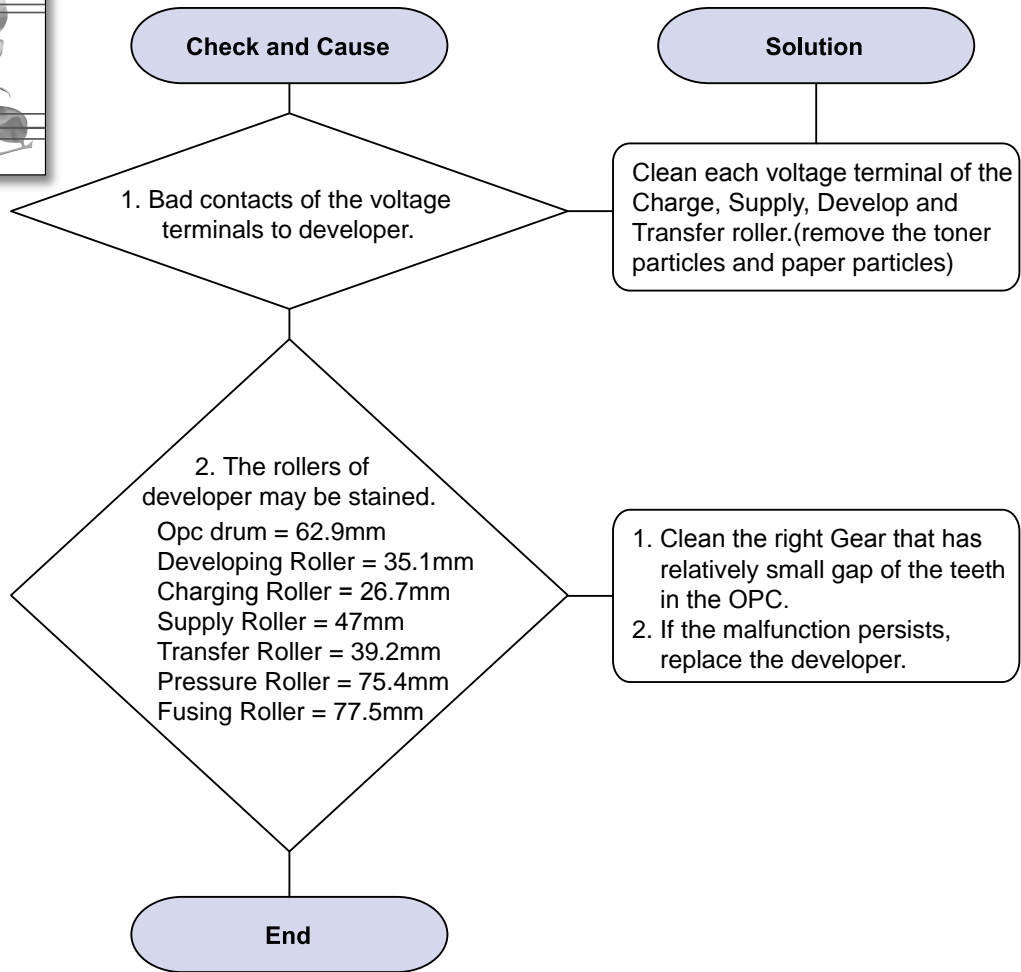 Check and Cause
Solution
1. Bad contacts of the voltage
terminals to developer.
Clean each voltage terminal of the
Charge, Supply, Develop and
Transfer roller.(remove the toner
particles and paper particles)
2. The rollers of
developer may be stained.
Opc drum = 62.9mm
Developing Roller = 35.1mm
Charging Roller = 26.7mm
Supply Roller = 47mm
Transfer Roller = 39.2mm
Pressure Roller = 75.4mm
Fusing Roller = 77.5mm
1. Clean the right Gear that has
relatively small gap of the teeth
in the OPC.
2. If the malfunction persists,
replace the developer.
End